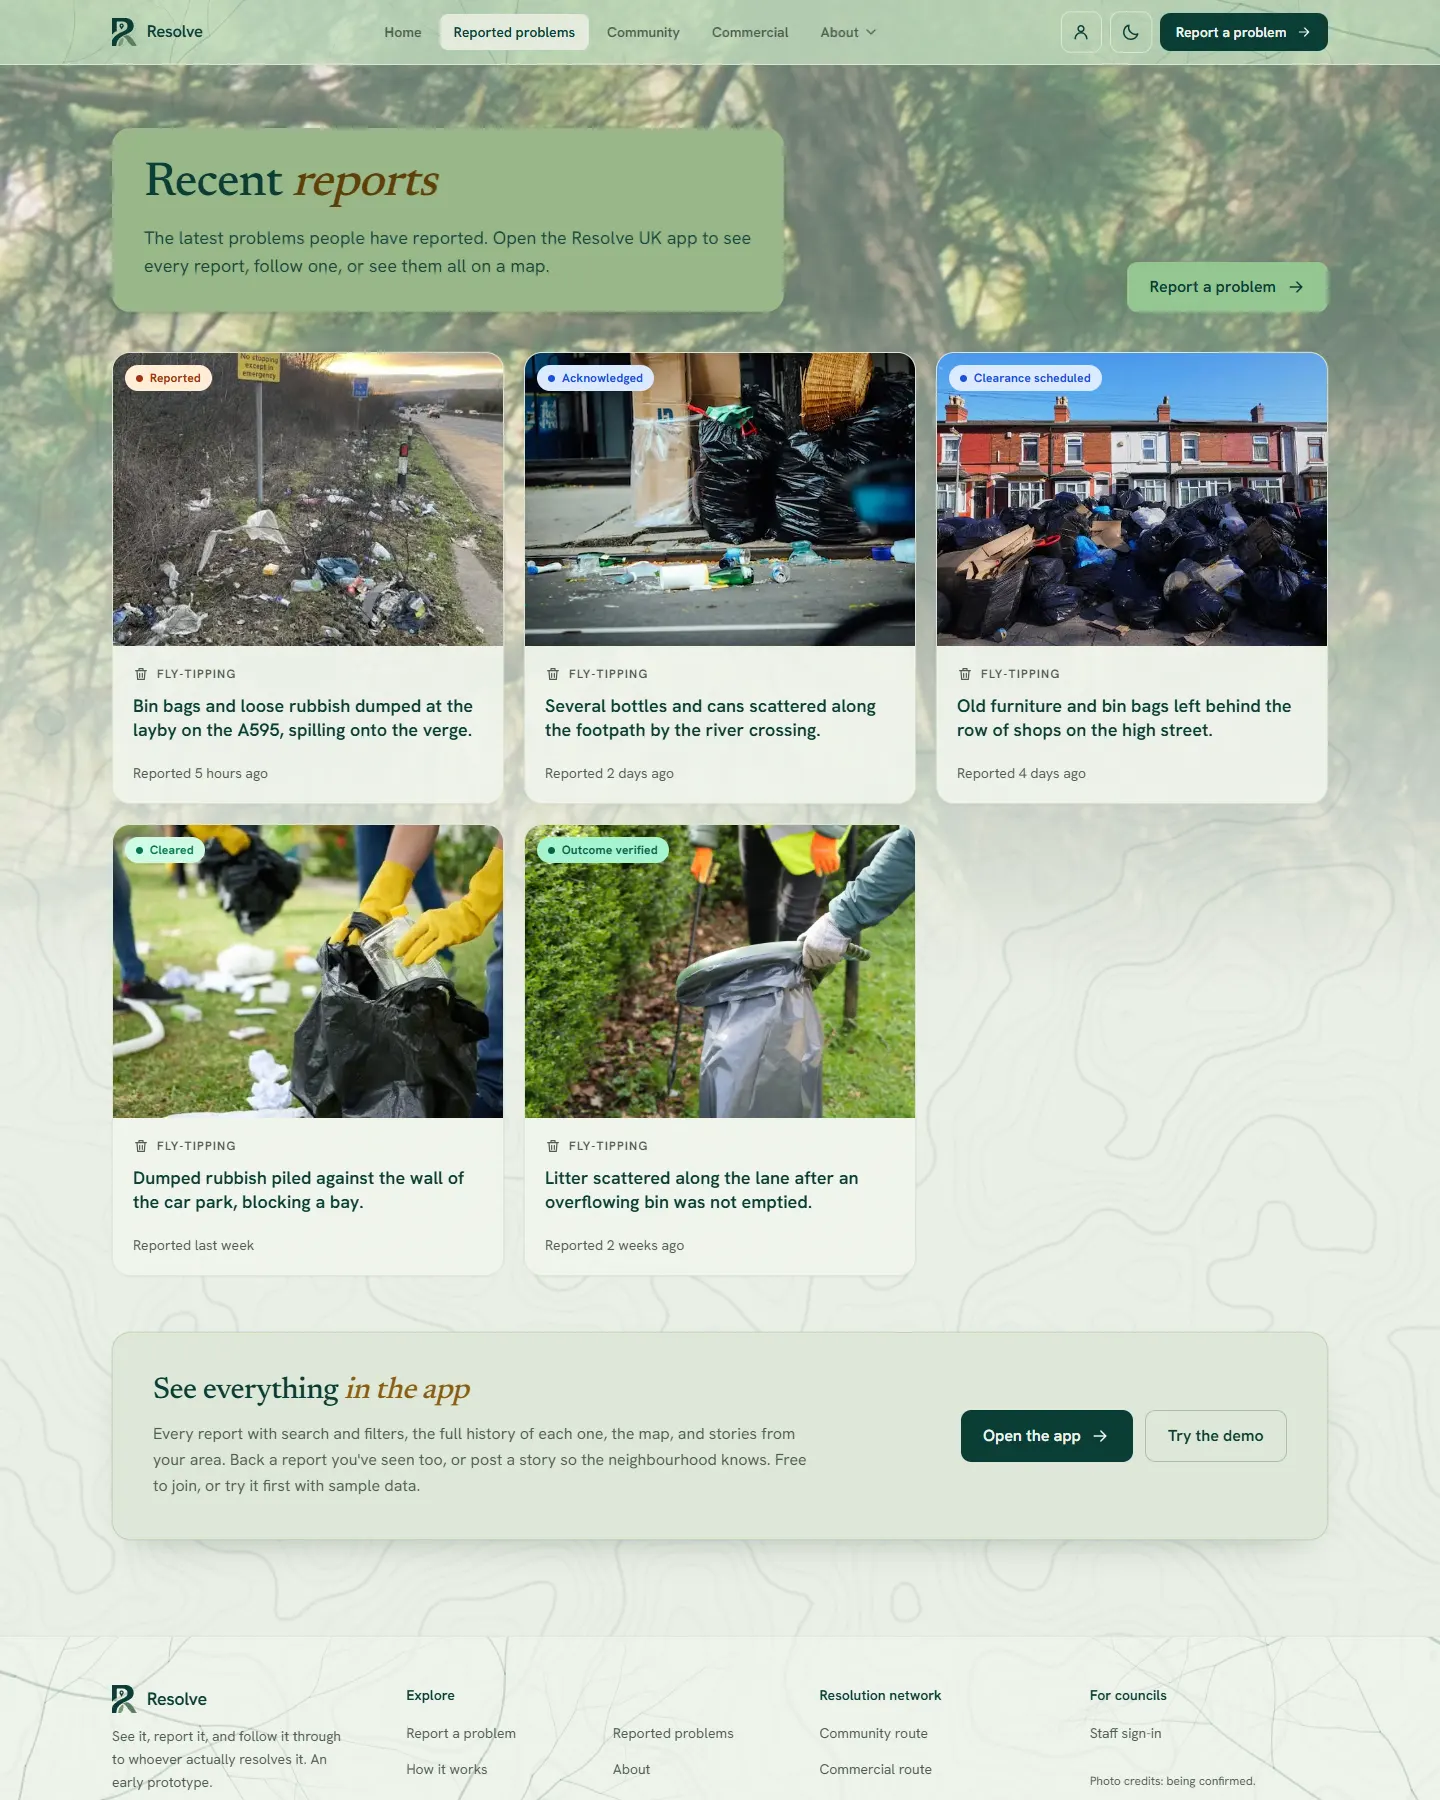 Resolve
Home
Reported problems
Community
Commercial
About
Report a problem
Recent reports
The latest problems people have reported. Open the Resolve UK app to see
every report, follow one, or see them all on a map.
Report a problem
No stopping
except in
emergency
Reported
Acknowledged
Clearance scheduled
FLY-TIPPING
Bin bags and loose rubbish dumped at the
layby on the A595, spilling onto the verge.
Reported 5 hours ago
FLY-TIPPING
Several bottles and cans scattered along
the footpath by the river crossing.
Reported 2 days ago
FLY-TIPPING
Old furniture and bin bags left behind the
row of shops on the high street.
Reported 4 days ago
Cleared
Outcome verified
FLY-TIPPING
Dumped rubbish piled against the wall of
the car park, blocking a bay.
Reported last week
FLY-TIPPING
Litter scattered along the lane after an
overflowing bin was not emptied.
Reported 2 weeks ago
See everything in the app
Every report with search and filters, the full history of each one, the map, and stories from
your area. Back a report you've seen too, or post a story so the neighbourhood knows. Free
to join, or try it first with sample data.
Open the app
Try the demo
Resolve
See it, report it, and follow it through
to whoever actually resolves it. An
early prototype.
Explore
Report a problem
Reported problems
How it works
About
Resolution network
Community route
Commercial route
For councils
Staff sign-in
Photo credits: being confirmed.